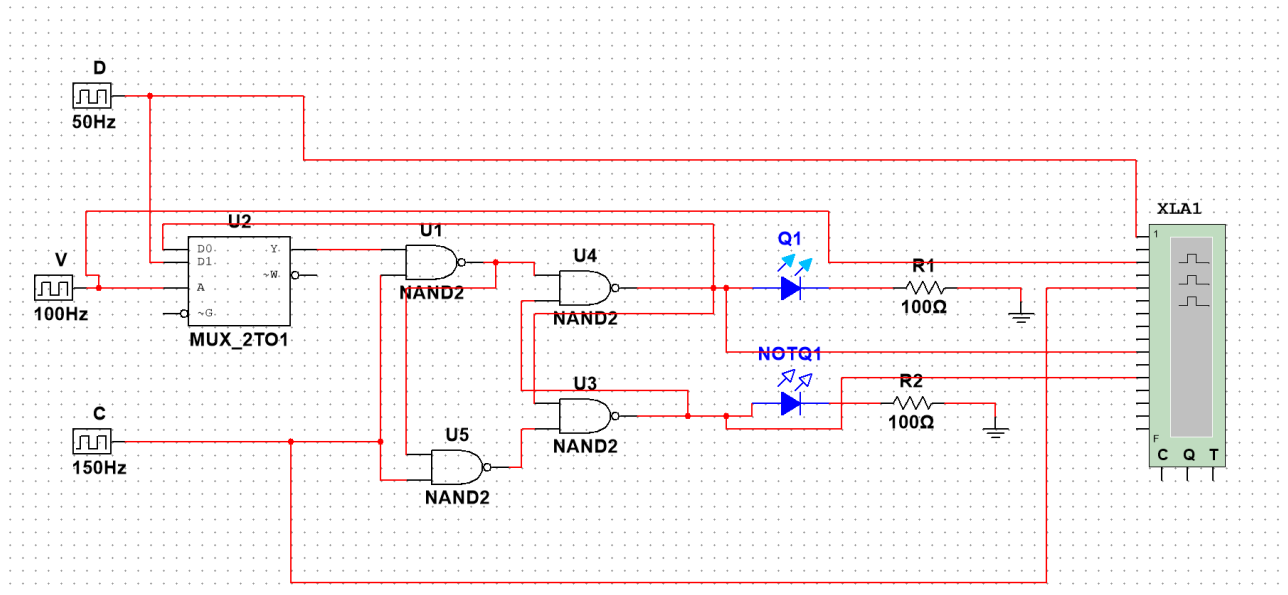 D
50Hz
V
100Hz
C
150Hz
U2
D0
D1
A
~G
Y
~W
MUX_2TO1
U1
NAND2
U4
NAND2
U3
NAND2
U5
NAND2
Q1
R1
100Ω
NOTQ1
R2
100Ω
XLA1
1
F
C Q T